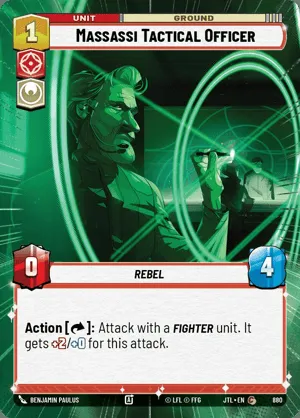 UNIT GROUND
1 MASSASSI TACTICAL OFFICER
0 4
REBEL
Action [ ]: Attack with a FIGHTER unit. It
gets +2/+0 for this attack.
BENJAMIN PAULUS © LFL © FFG JTL • EN C 880